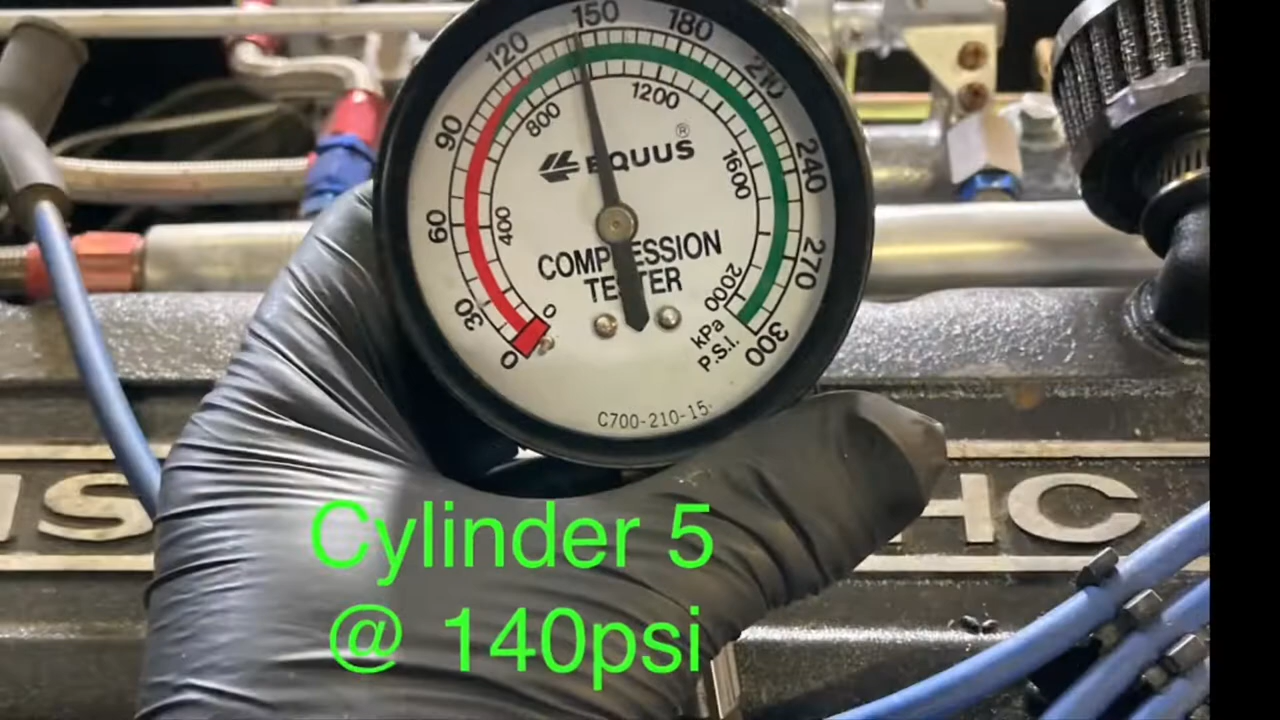 150
120 180
90 210
800 1200
60 240
400 1600
30 270
0 300
0 2000
EQUUS®
COMPRESSION
TESTER
kPa
P.S.I.
C700-210-15
HC
Cylinder 5
@ 140psi